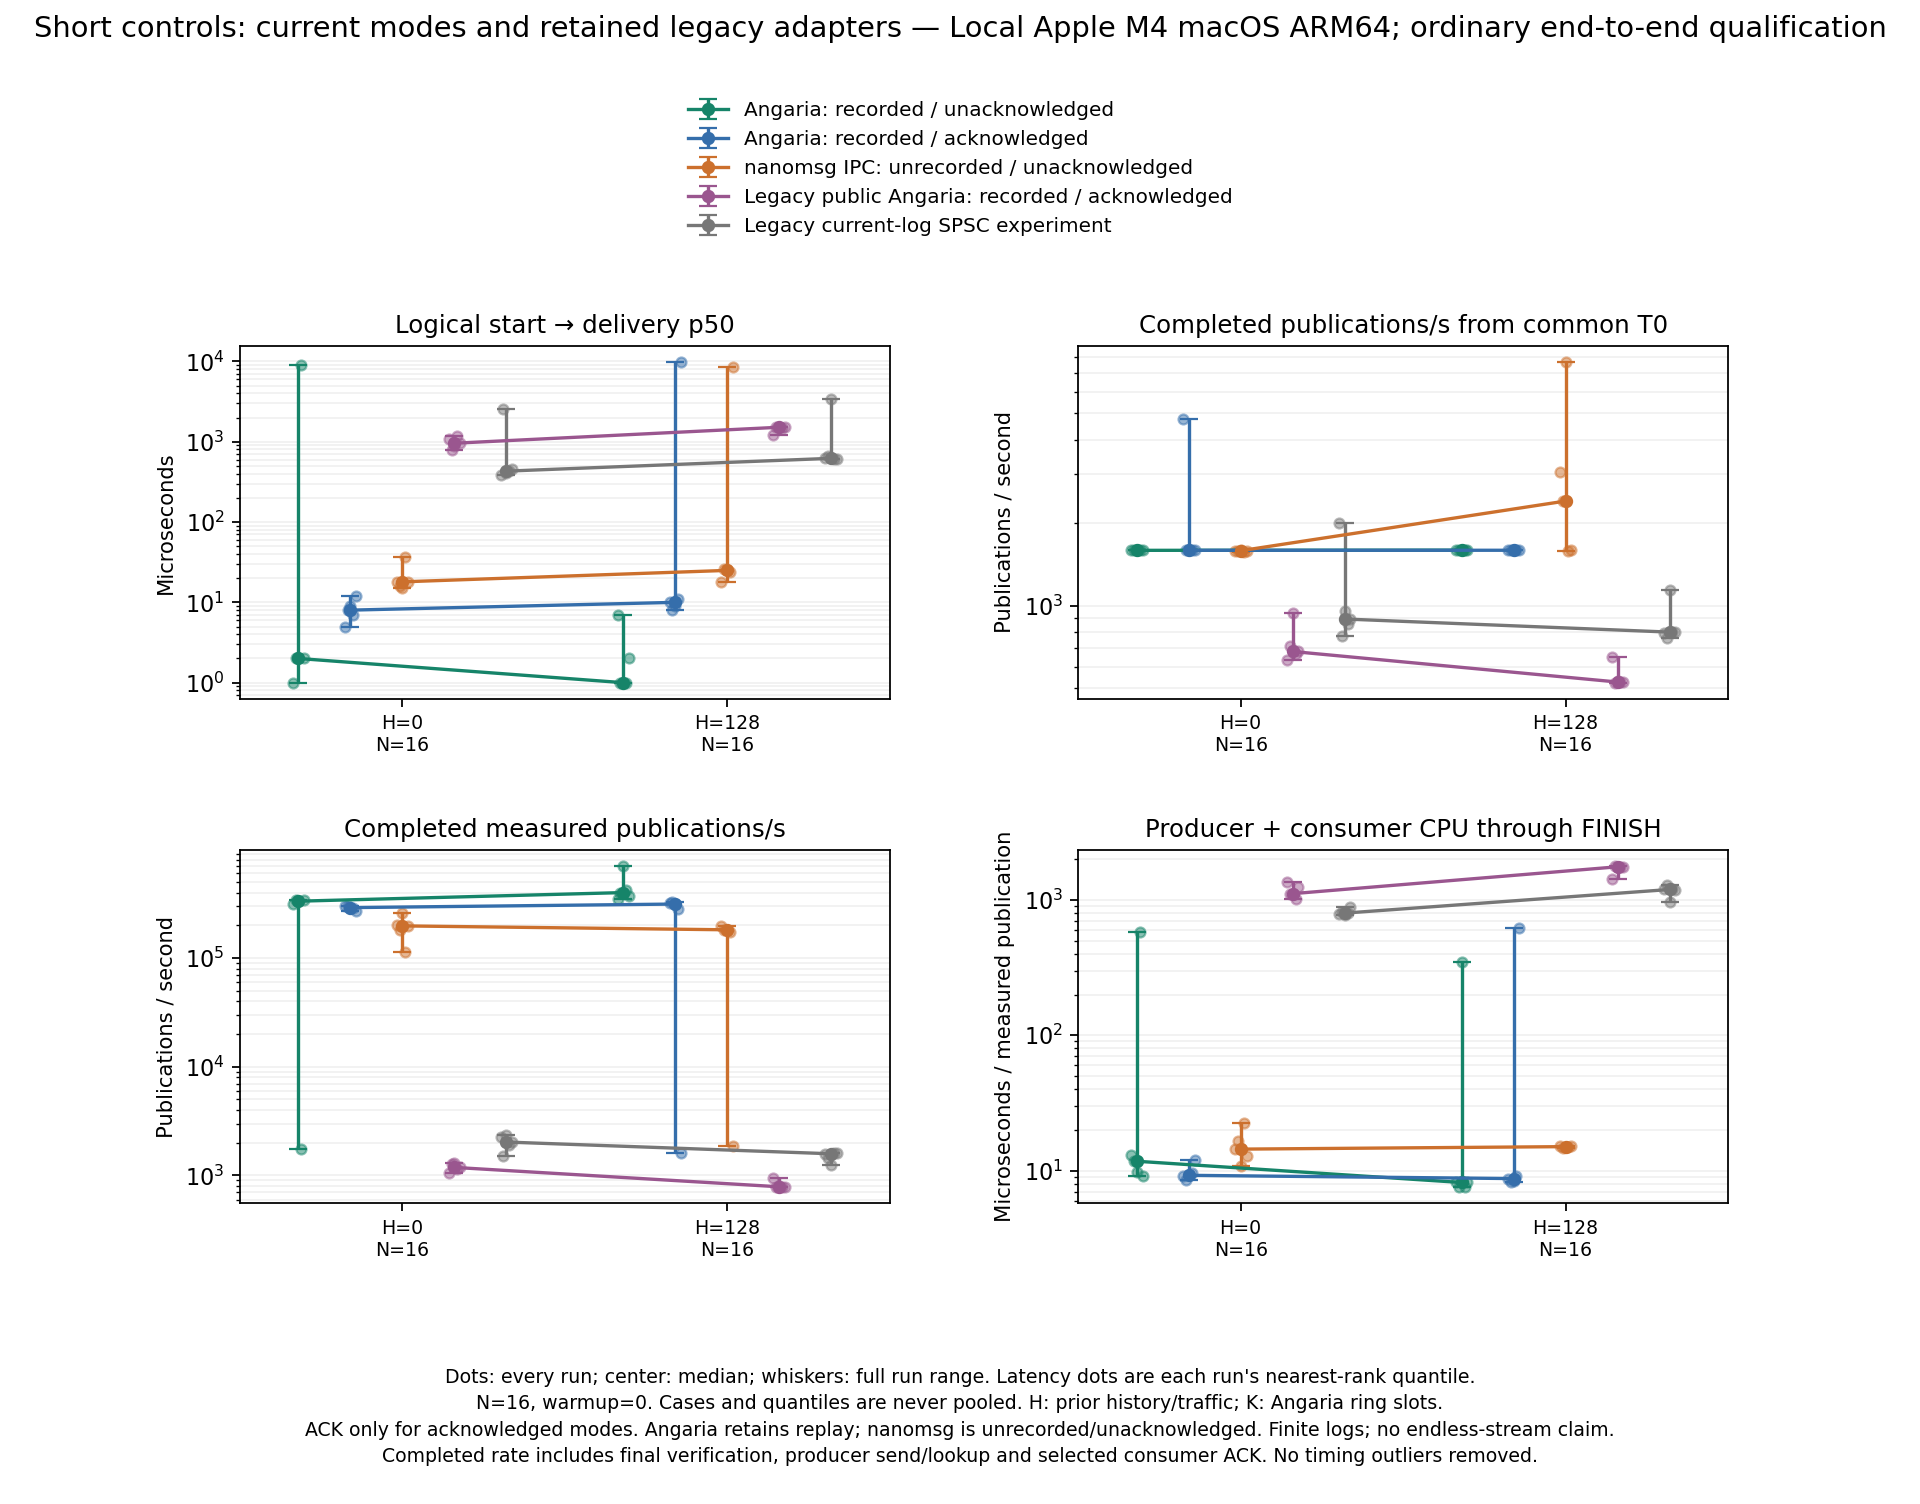 Short controls: current modes and retained legacy adapters — Local Apple M4 macOS ARM64; ordinary end-to-end qualification
Angaria: recorded / unacknowledged
Angaria: recorded / acknowledged
nanomsg IPC: unrecorded / unacknowledged
Legacy public Angaria: recorded / acknowledged
Legacy current-log SPSC experiment
Logical start → delivery p50
Microseconds
10⁴
10³
10²
10¹
10⁰
H=0
N=16
H=128
N=16
Completed publications/s from common T0
Publications / second
10³
H=0
N=16
H=128
N=16
Completed measured publications/s
Publications / second
10⁵
10⁴
10³
H=0
N=16
H=128
N=16
Producer + consumer CPU through FINISH
Microseconds / measured publication
10³
10²
10¹
H=0
N=16
H=128
N=16
Dots: every run; center: median; whiskers: full run range. Latency dots are each run's nearest-rank quantile.
N=16, warmup=0. Cases and quantiles are never pooled. H: prior history/traffic; K: Angaria ring slots.
ACK only for acknowledged modes. Angaria retains replay; nanomsg is unrecorded/unacknowledged. Finite logs; no endless-stream claim.
Completed rate includes final verification, producer send/lookup and selected consumer ACK. No timing outliers removed.